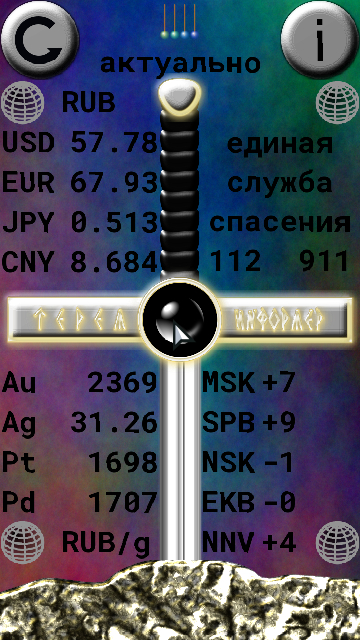 актуально
RUB
USD 57.78
EUR 67.93
JPY 0.513
CNY 8.684
единая
служба
спасения
112 911
ТЕРЕМ ИНФОРМЕР
Au 2369
Ag 31.26
Pt 1698
Pd 1707
RUB/g
MSK +7
SPB +9
NSK -1
EKB -0
NNV +4
i